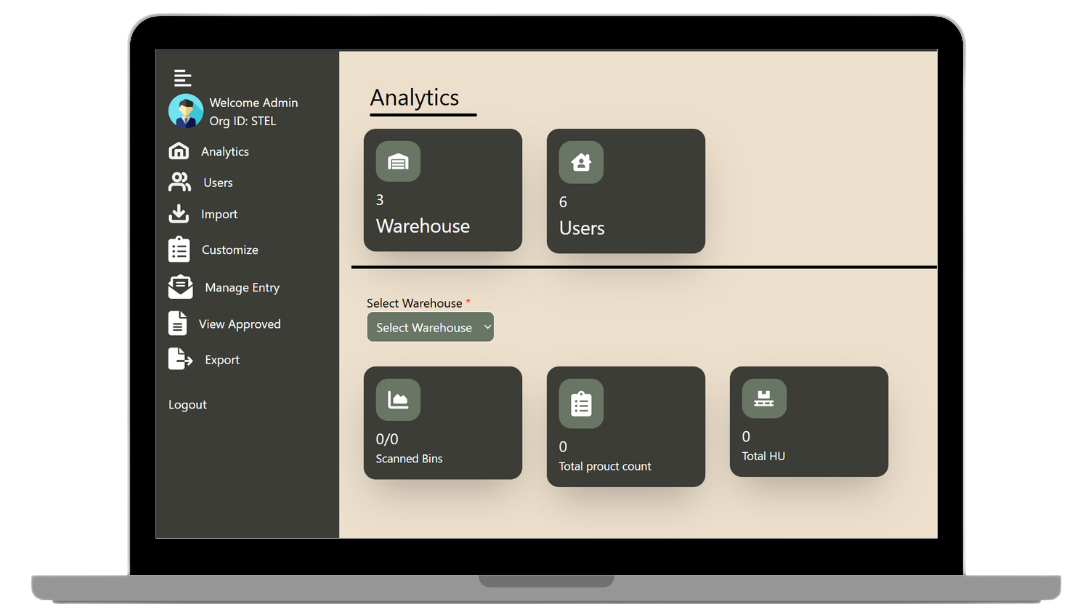 Welcome Admin
Org ID: STEL
Analytics
Users
Import
Customize
Manage Entry
View Approved
Export
Logout
Analytics
3
Warehouse
6
Users
Select Warehouse *
Select Warehouse
0/0
Scanned Bins
0
Total prouct count
0
Total HU